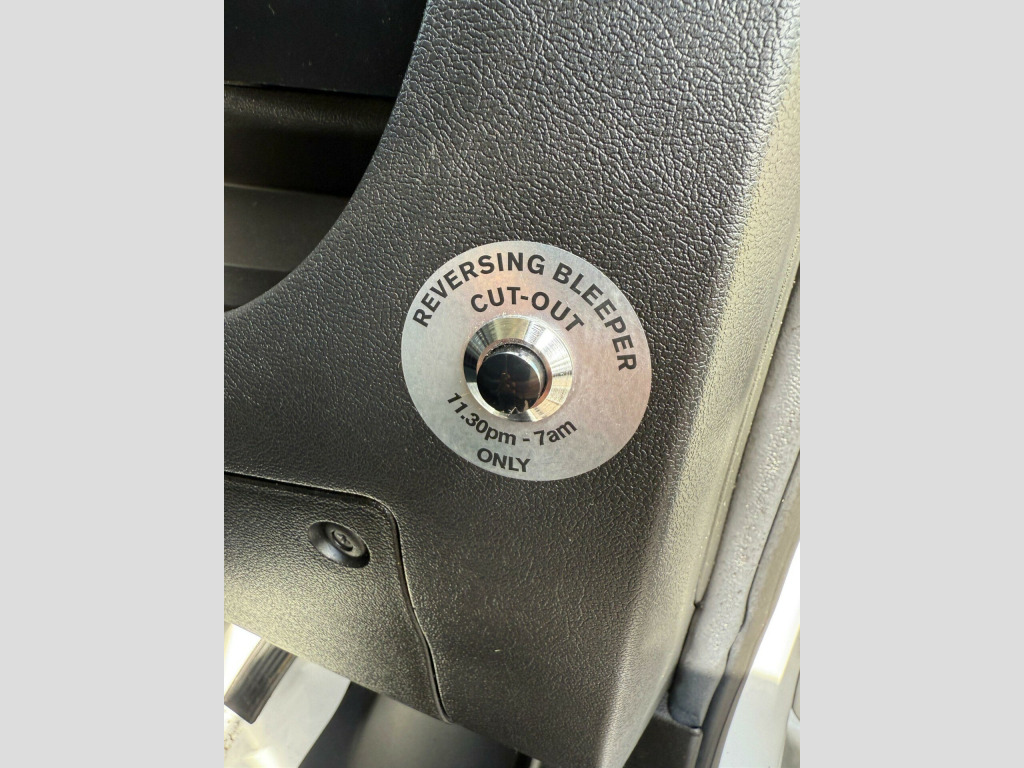 REVERSING BLEEPER
CUT-OUT
11.30pm - 7am
ONLY